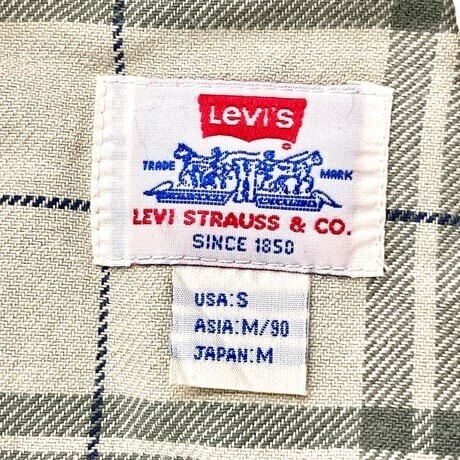 Levi's
®
TRADE MARK
LEVI STRAUSS & CO.
SINCE 1850
USA:S
ASIA:M/90
JAPAN:M